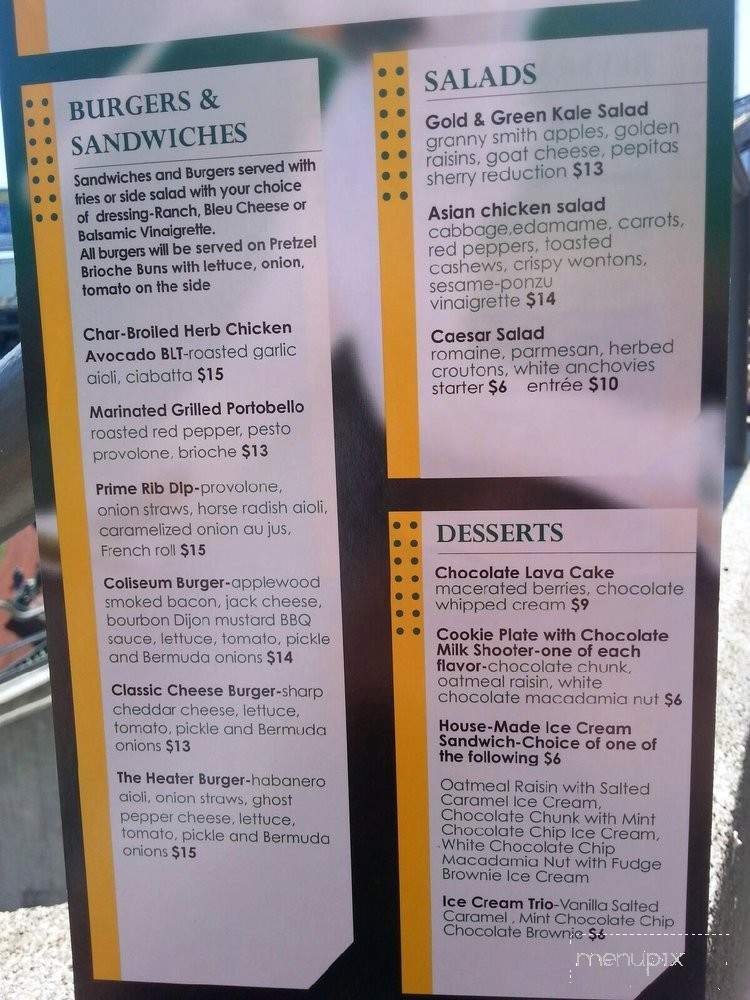 BURGERS &
SANDWICHES
Sandwiches and Burgers served with
fries or side salad with your choice
of dressing-Ranch, Bleu Cheese or
Balsamic Vinaigrette.
All burgers will be served on Pretzel
Brioche Buns with lettuce, onion,
tomato on the side
Char-Broiled Herb Chicken
Avocado BLT-roasted garlic
aioli, ciabatta $15
Marinated Grilled Portobello
roasted red pepper, pesto
provolone, brioche $13
Prime Rib Dip-provolone,
onion straws, horse radish aioli,
caramelized onion au jus,
French roll $15
Coliseum Burger-applewood
smoked bacon, jack cheese,
bourbon Dijon mustard BBQ
sauce, lettuce, tomato, pickle
and Bermuda onions $14
Classic Cheese Burger-sharp
cheddar cheese, lettuce,
tomato, pickle and Bermuda
onions $13
The Heater Burger-habanero
aioli, onion straws, ghost
pepper cheese, lettuce,
tomato, pickle and Bermuda
onions $15
SALADS
Gold & Green Kale Salad
granny smith apples, golden
raisins, goat cheese, pepitas
sherry reduction $13
Asian chicken salad
cabbage,edamame, carrots,
red peppers, toasted
cashews, crispy wontons,
sesame-ponzu
vinaigrette $14
Caesar Salad
romaine, parmesan, herbed
croutons, white anchovies
starter $6 entrée $10
DESSERTS
Chocolate Lava Cake
macerated berries, chocolate
whipped cream $9
Cookie Plate with Chocolate
Milk Shooter-one of each
flavor-chocolate chunk,
oatmeal raisin, white
chocolate macadamia nut $6
House-Made Ice Cream
Sandwich-Choice of one of
the following $6
Oatmeal Raisin with Salted
Caramel Ice Cream,
Chocolate Chunk with Mint
Chocolate Chip Ice Cream,
White Chocolate Chip
Macadamia Nut with Fudge
Brownie Ice Cream
Ice Cream Trio-Vanilla Salted
Caramel , Mint Chocolate Chip
Chocolate Brownie $6
menupix